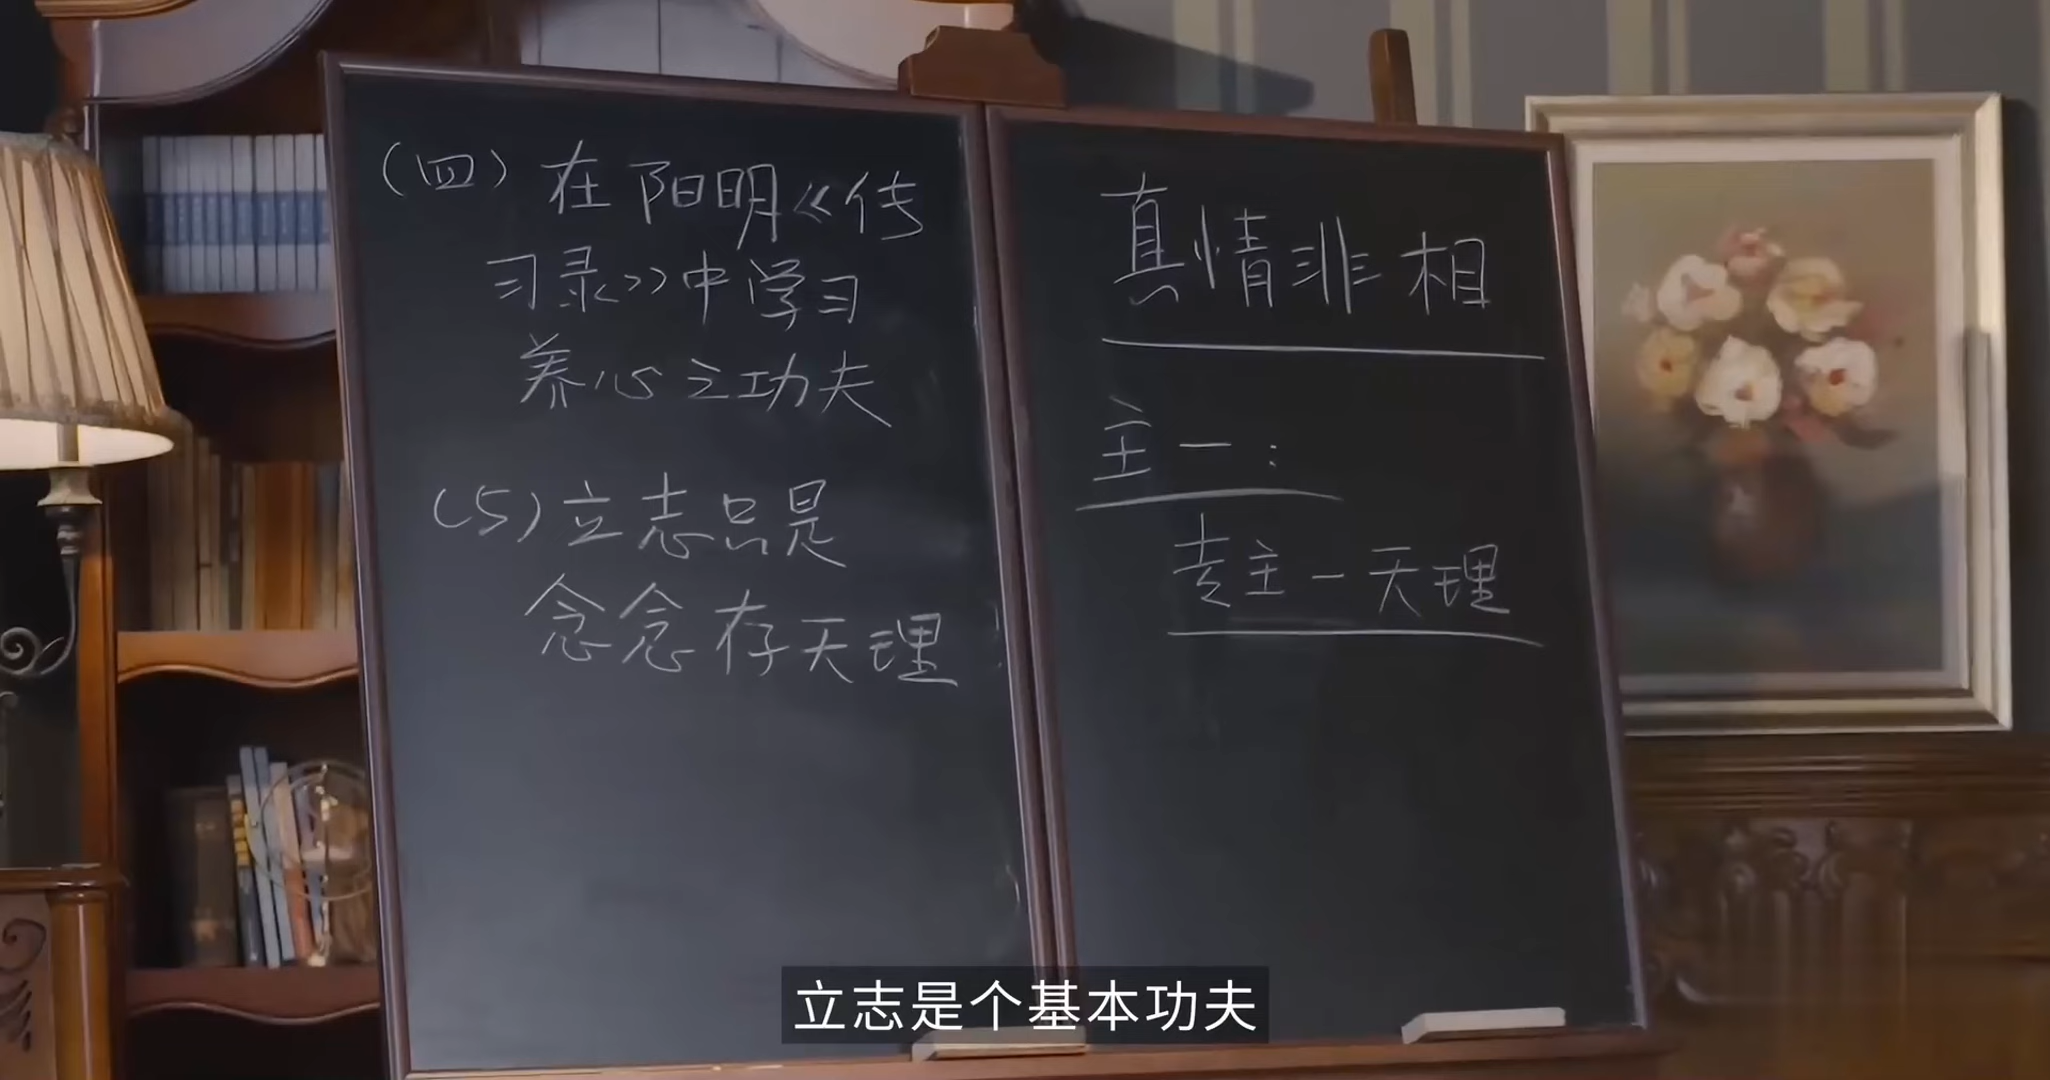 (四)在阳明《传
习录》中学习
养心之功夫
(5)立志只是
念念存天理
真情非相
主一：
专主一天理
立志是个基本功夫